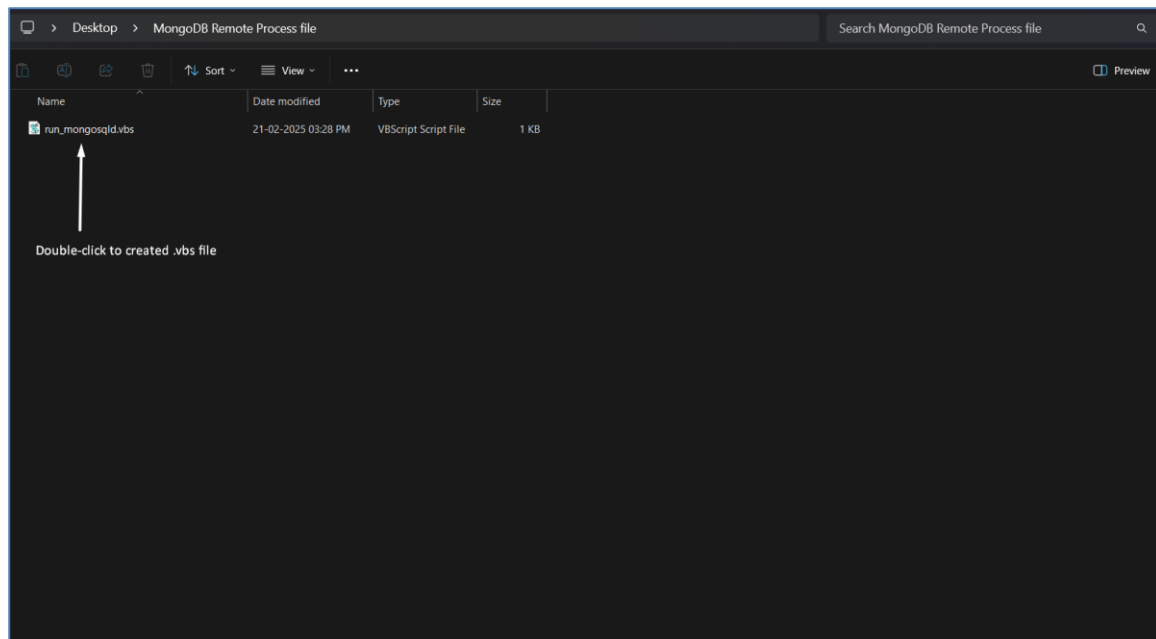 > Desktop > MongoDB Remote Process file
Search MongoDB Remote Process file
Sort
View
...
Preview
Name
Date modified
Type
Size
run_mongosqld.vbs
21-02-2025 03:28 PM
VBScript Script File
1 KB
Double-click to created .vbs file